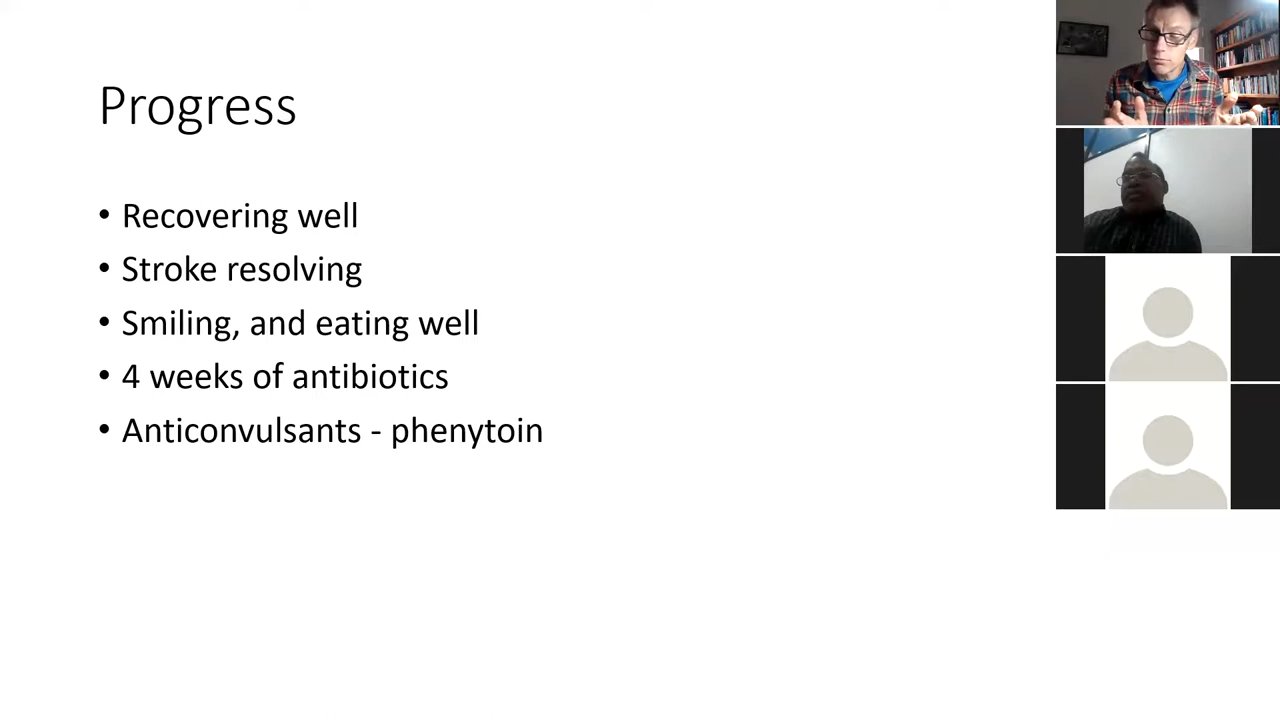 Progress
• Recovering well
• Stroke resolving
• Smiling, and eating well
• 4 weeks of antibiotics
• Anticonvulsants - phenytoin